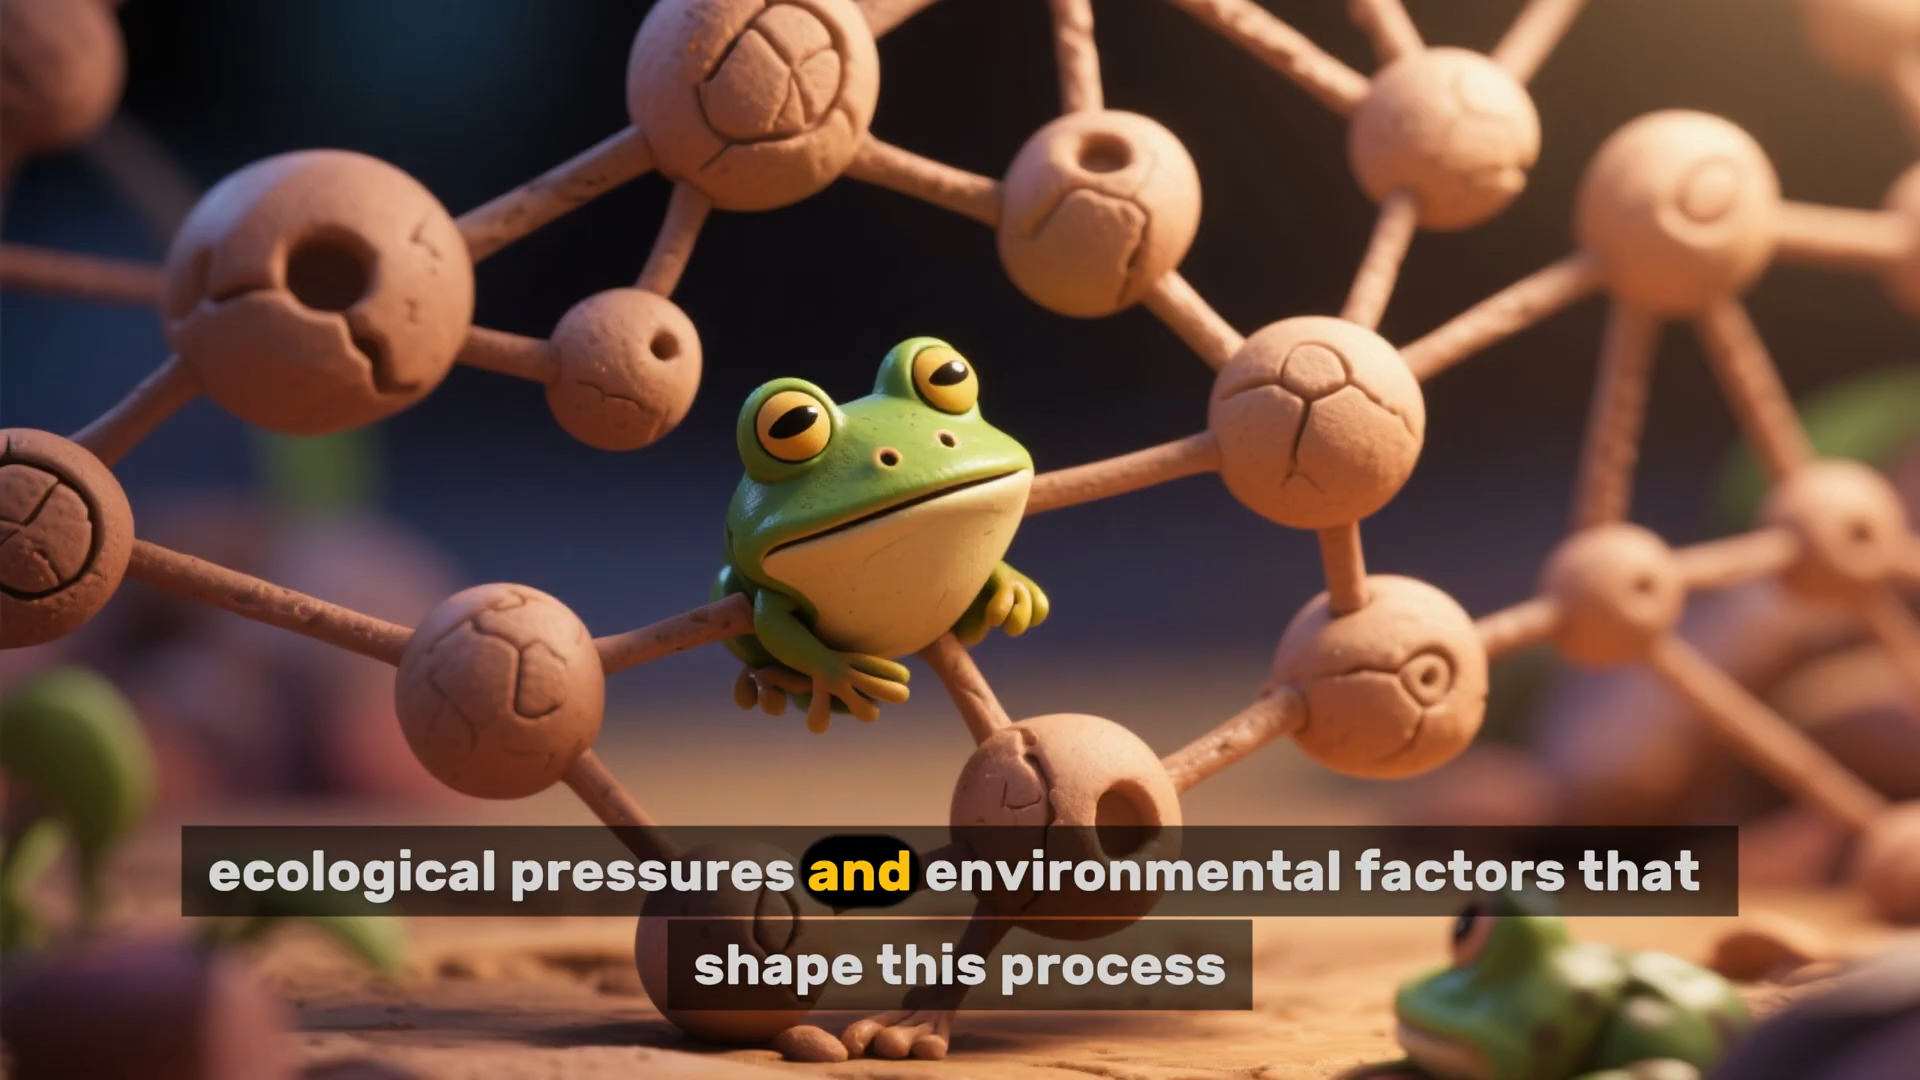 ecological pressures and environmental factors that
shape this process